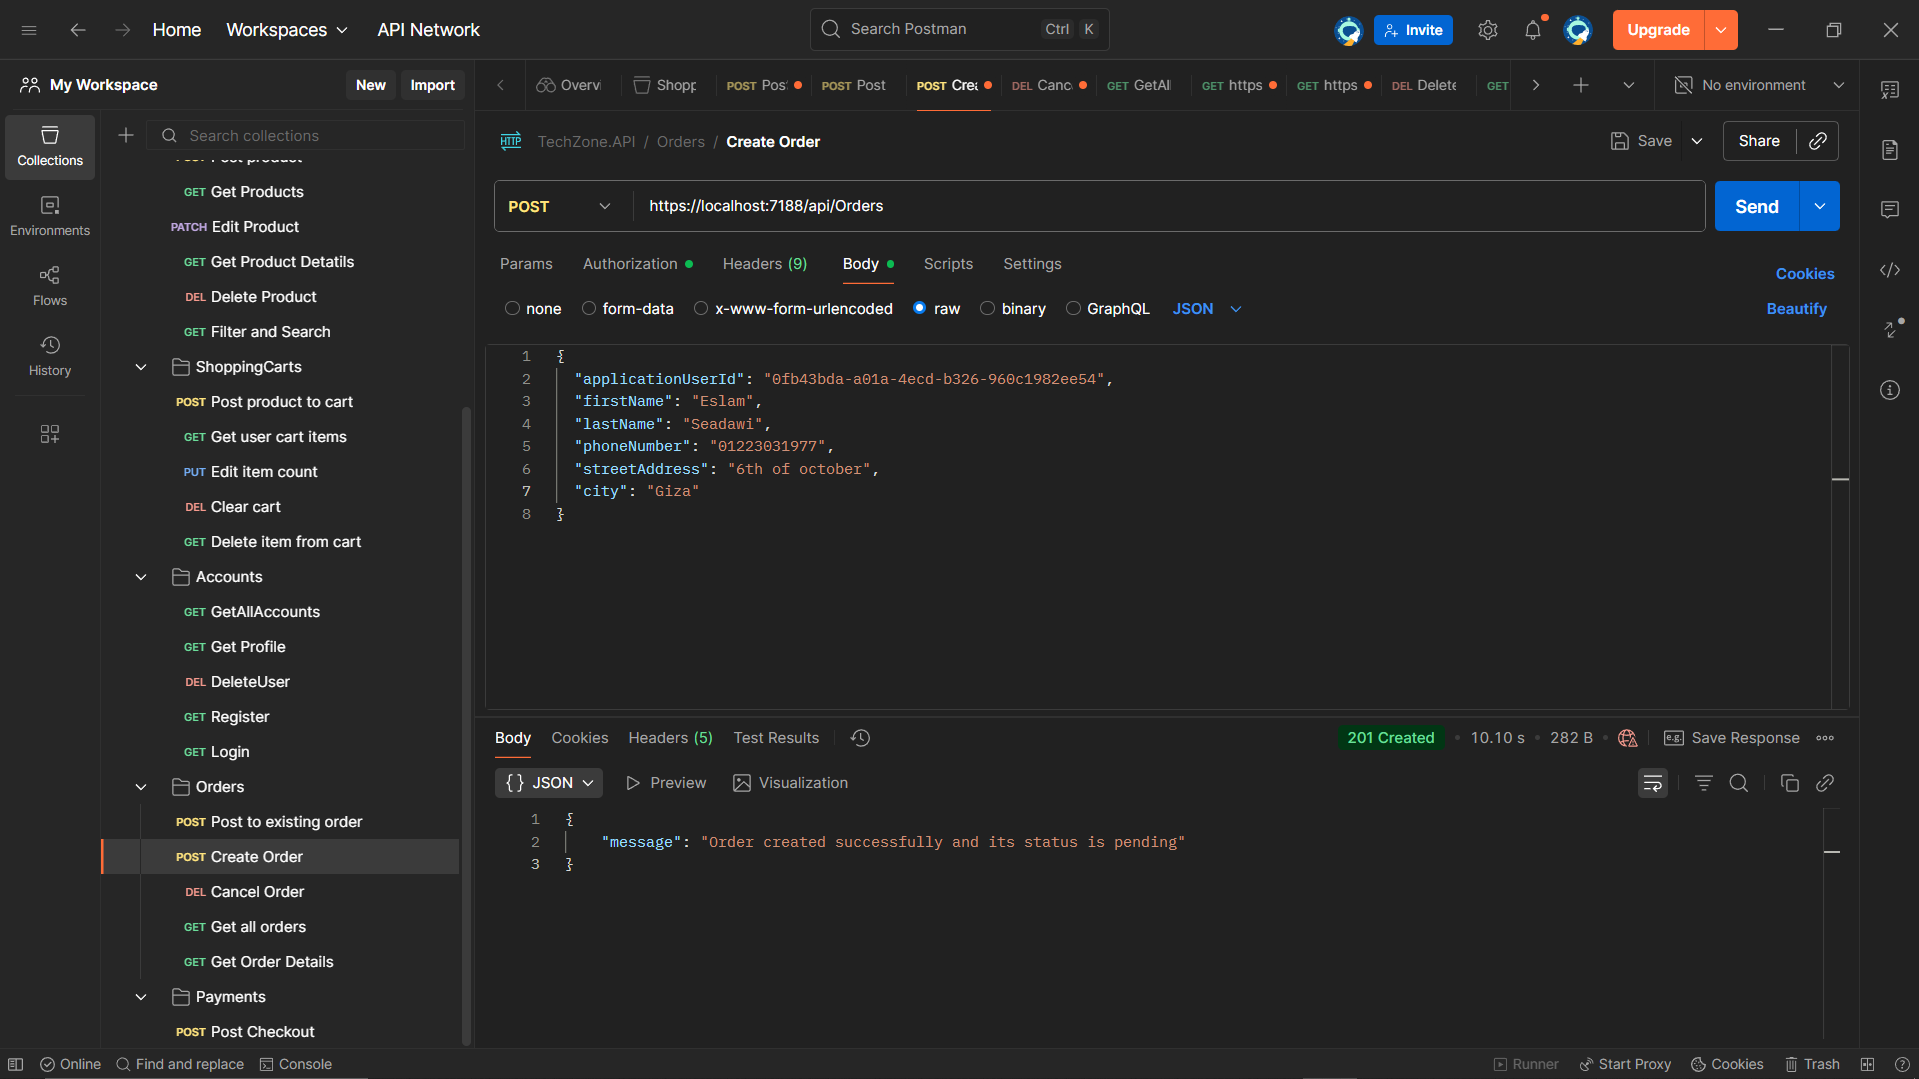 Home
Workspaces
API Network
Search Postman
Ctrl K
Invite
Upgrade
My Workspace
New
Import
Overvi
Shopp
POST Pos
POST Post
POST Crea
DEL Canc
GET GetAll
GET https
GET https
DEL Delete
GET
No environment
Collections
Environments
Flows
History
Search collections
GET Get Products
PATCH Edit Product
GET Get Product Detatils
DEL Delete Product
GET Filter and Search
ShoppingCarts
POST Post product to cart
GET Get user cart items
PUT Edit item count
DEL Clear cart
GET Delete item from cart
Accounts
GET GetAllAccounts
GET Get Profile
DEL DeleteUser
GET Register
GET Login
Orders
POST Post to existing order
POST Create Order
DEL Cancel Order
GET Get all orders
GET Get Order Details
Payments
POST Post Checkout
HTTP TechZone.API / Orders / Create Order
Save
Share
POST
https://localhost:7188/api/Orders
Send
Params Authorization Headers (9) Body Scripts Settings
Cookies
none form-data x-www-form-urlencoded raw binary GraphQL JSON
Beautify
1 {
2 "applicationUserId": "0fb43bda-a01a-4ecd-b326-960c1982ee54",
3 "firstName": "Eslam",
4 "lastName": "Seadawi",
5 "phoneNumber": "01223031977",
6 "streetAddress": "6th of october",
7 "city": "Giza"
8 }
Body Cookies Headers (5) Test Results
201 Created • 10.10 s • 282 B
e.g. Save Response
{} JSON
Preview
Visualization
1 {
2 "message": "Order created successfully and its status is pending"
3 }
Online
Find and replace
Console
Runner
Start Proxy
Cookies
Trash